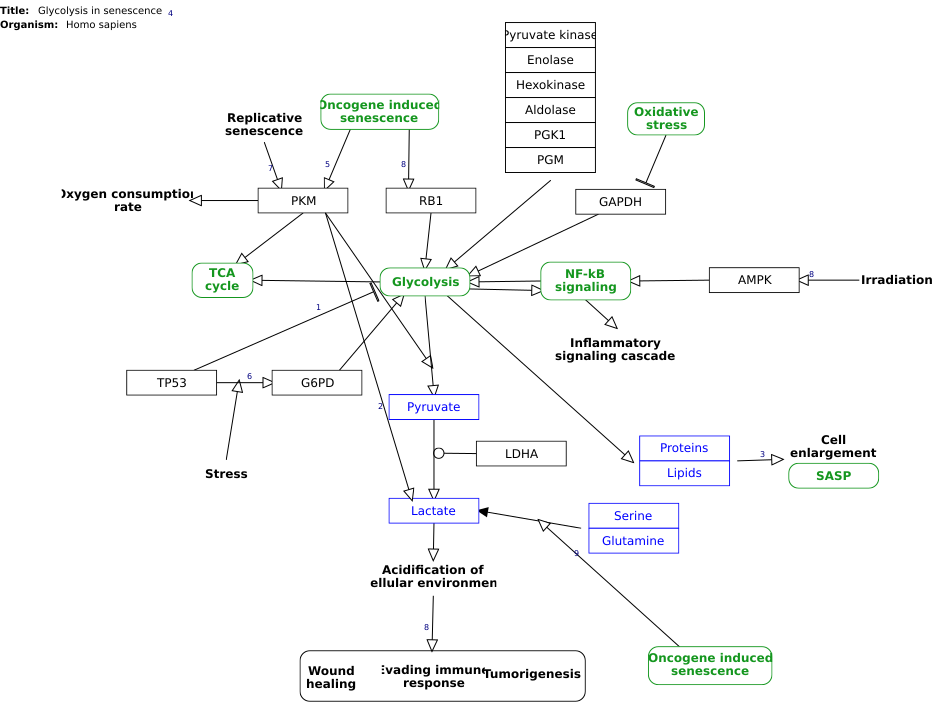 Title: Glycolysis in senescence 4
Organism: Homo sapiens
Pyruvate kinase
Enolase
Hexokinase
Aldolase
PGK1
PGM
Replicative
senescence
Oncogene induced
senescence
Oxidative
stress
7
5
8
Oxygen consumption
rate
PKM
RB1
GAPDH
TCA
cycle
Glycolysis
NF-kB
signaling
AMPK
8
Irradiation
1
Inflammatory
signaling cascade
TP53
6
G6PD
2
Pyruvate
Stress
LDHA
Proteins
Lipids
3
Cell
enlargement
SASP
Lactate
Serine
Glutamine
9
Acidification of
ellular environmen
8
Oncogene induced
senescence
Wound
healing
Evading immune
response
Tumorigenesis